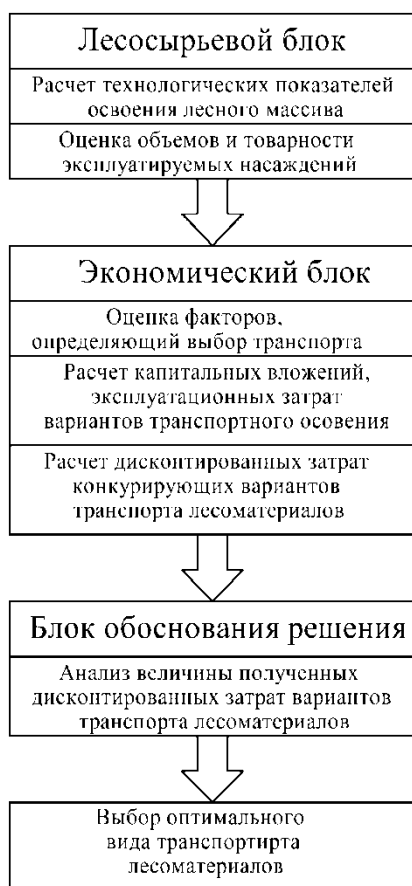 Лесосырьевой блок
Расчет технологических показателей
освоения лесного массива
Оценка объемов и товарности
эксплуатируемых насаждений
Экономический блок
Оценка факторов,
определяющий выбор транспорта
Расчет капитальных вложений,
эксплуатационных затрат
вариантов транспортного осовения
Расчет дисконтированных затрат
конкурирующих вариантов
транспорта лесоматериалов
Блок обоснования решения
Анализ величины полученных
дисконтированных затрат вариантов
транспорта лесоматериалов
Выбор оптимального
вида транспортирта
лесоматериалов